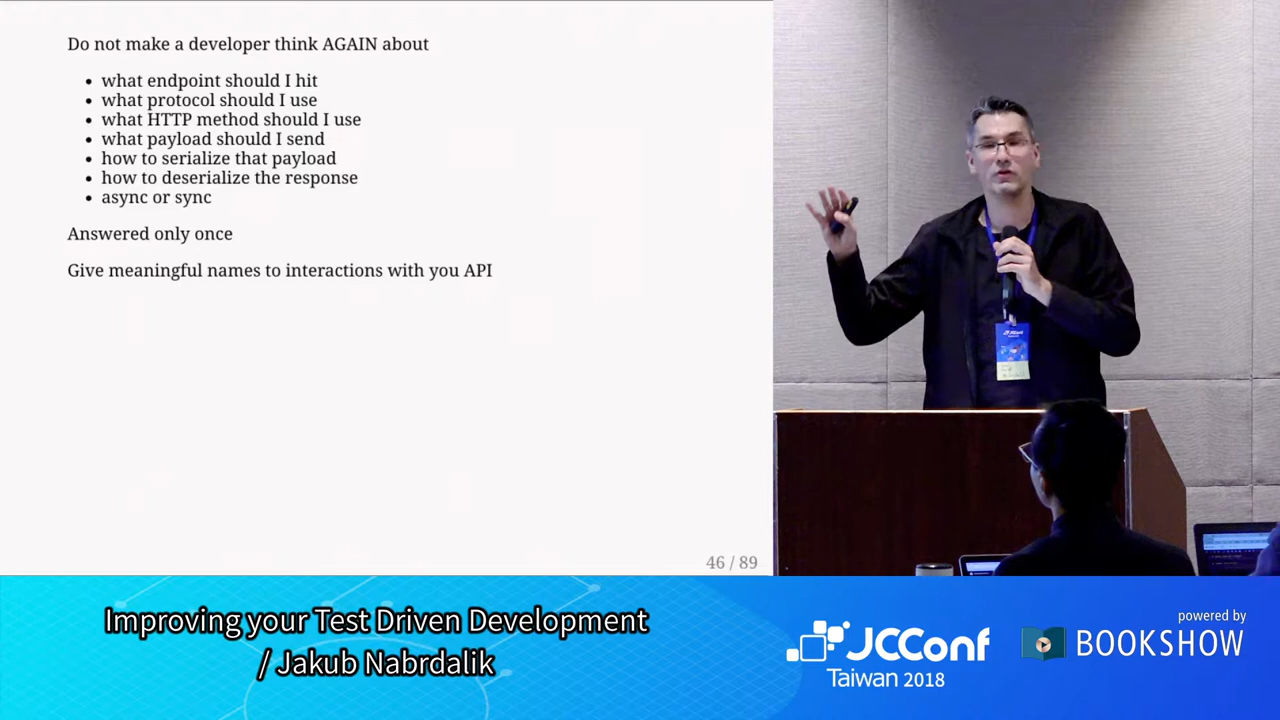 Do not make a developer think AGAIN about
• what endpoint should I hit
• what protocol should I use
• what HTTP method should I use
• what payload should I send
• how to serialize that payload
• how to deserialize the response
• async or sync
Answered only once
Give meaningful names to interactions with you API
46 / 89
Improving your Test Driven Development
/ Jakub Nabrdalik
JCConf
Taiwan 2018
powered by
BOOKSHOW